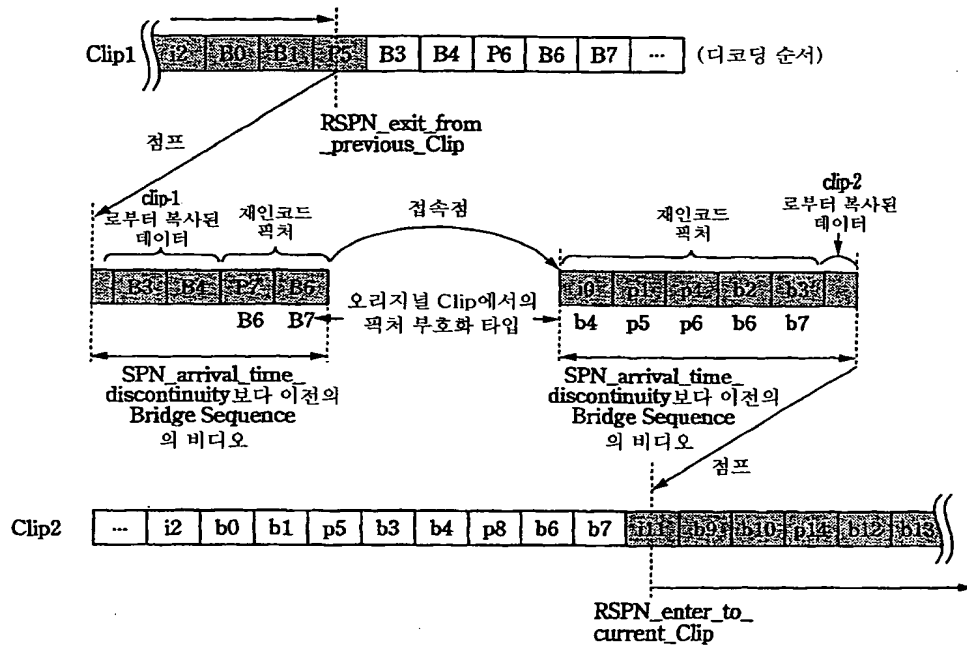 Clip1 i2 B0 B1 P5 B3 B4 P6 B6 B7 ... (디코딩 순서)
점프
RSPN_exit_from
_previous_Clip
clip-1
로부터 복사된
데이터
재인코드
픽처
접속점
재인코드
픽처
clip-2
로부터 복사된
데이터
B3 B4 P7 B6
B6 B7
오리지널 Clip에서의
픽처 부호화 타입
i0 p1 p4 b2 b3
b4 p5 p6 b6 b7
SPN_arrival_time_
discontinuity보다 이전의
Bridge Sequence
의 비디오
SPN_arrival_time_
discontinuity보다 이전의
Bridge Sequence
의 비디오
점프
Clip2 ... i2 b0 b1 p5 b3 b4 p8 b6 b7 i11 b9 b10 p14 b12 b13
RSPN_enter_to_
current_Clip